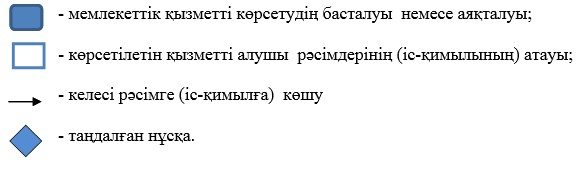 - мемлекеттік қызметті көрсетудің басталуы немесе аяқталуы;
- көрсетілетін қызметті алушы рәсімдерінің (іс-қимылының) атауы;
- келесі рәсімге (іс-қимылға) көшу
- таңдалған нұсқа.